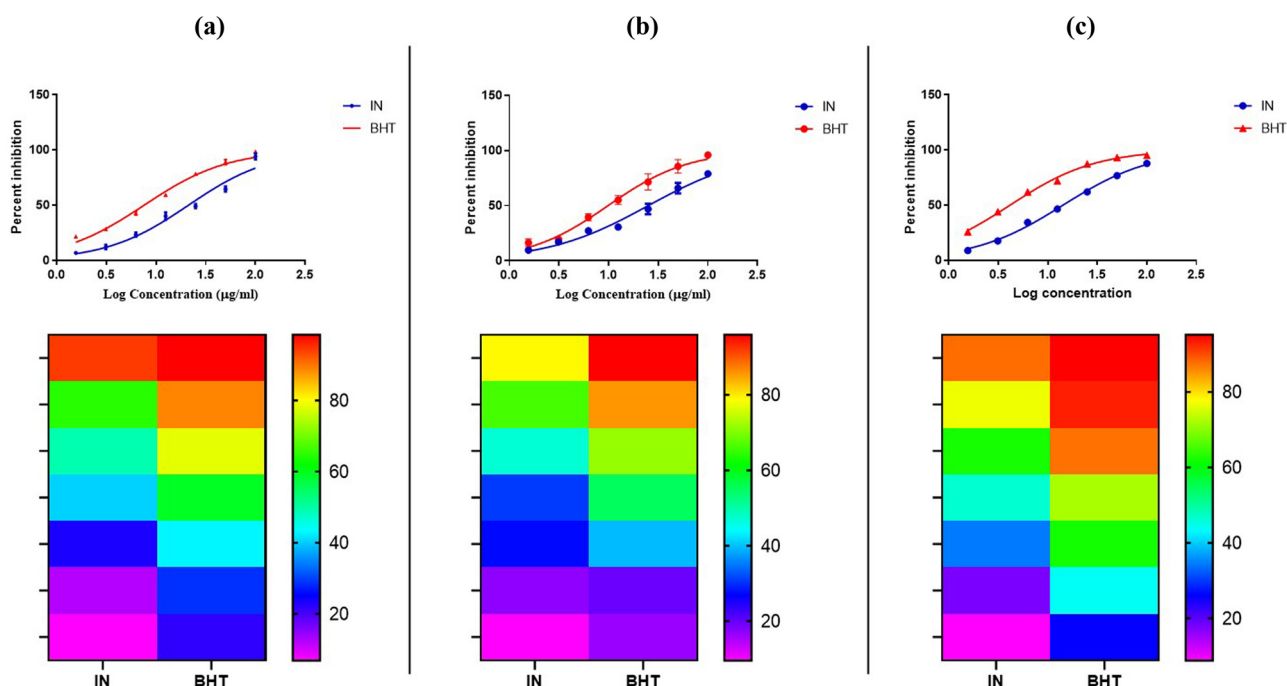 (a)
150
100
50
0
Percent inhibition
0.0 0.5 1.0 1.5 2.0 2.5
Log Concentration (μg/ml)
IN
BHT
80
60
40
20
IN BHT
(b)
150
100
50
0
Percent inhibition
0.0 0.5 1.0 1.5 2.0 2.5
Log Concentration (μg/ml)
IN
BHT
80
60
40
20
IN BHT
(c)
150
100
50
0
Percent inhibition
0.0 0.5 1.0 1.5 2.0 2.5
Log concentration
IN
BHT
80
60
40
20
IN BHT